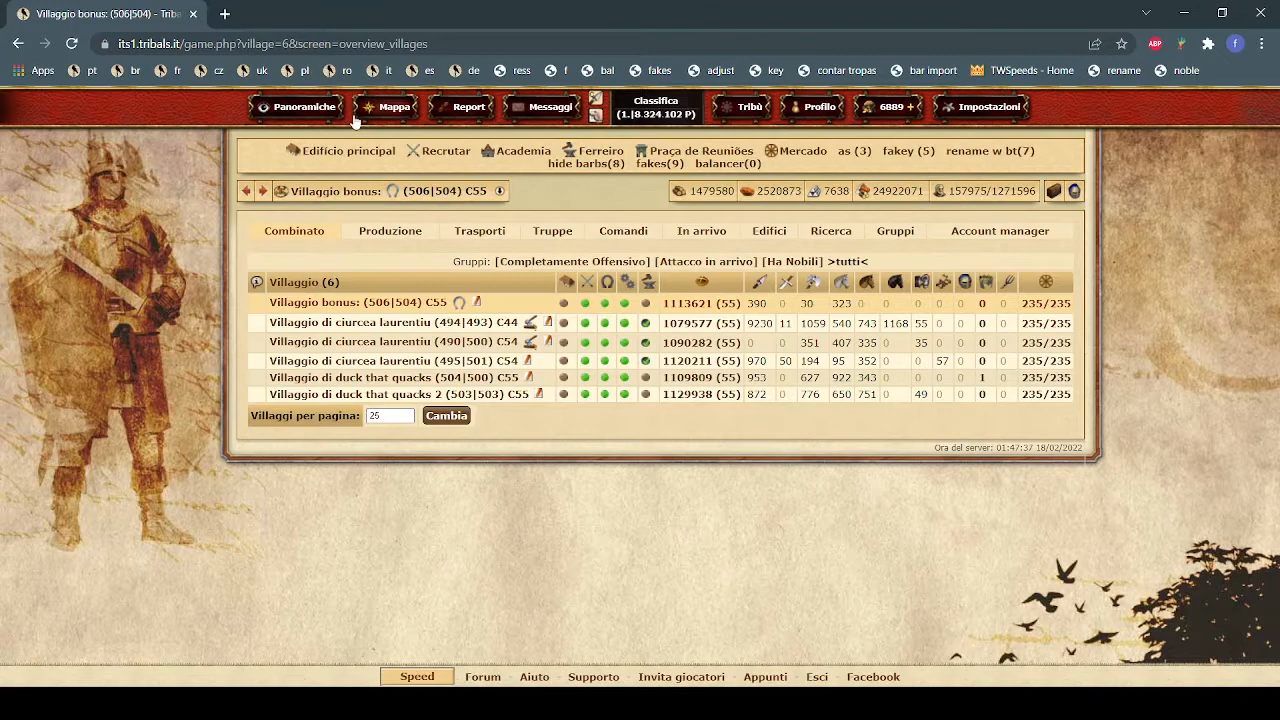 Villaggio bonus: (506|504) - Triba
its1.tribals.it/game.php?village=6&screen=overview_villages
ABP f
Apps pt br fr cz uk pl ro it es de ress f bal fakes adjust key contar tropas bar import TWSpeeds - Home rename noble
Panoramiche Mappa Report Messaggi Classifica Tribù Profilo 6889 + Impostazioni
(1.|8.324.102 P)
Edifício principal Recrutar Academia Ferreiro Praça de Reuniões Mercado as (3) fakey (5) rename w bt(7)
hide barbs(8) fakes(9) balancer(0)
Villaggio bonus: (506|504) C55 1479580 2520873 7638 24922071 157975/1271596
Combinato Produzione Trasporti Truppe Comandi In arrivo Edifici Ricerca Gruppi Account manager
Gruppi: [Completamente Offensivo] [Attacco in arrivo] [Ha Nobili] >tutti<
Villaggio (6)
Villaggio bonus: (506|504) C55 1113621 (55) 390 0 30 323 0 0 0 0 0 0 0 235/235
Villaggio di ciurcea laurentiu (494|493) C44 1079577 (55) 9230 11 1059 540 743 1168 55 0 0 0 0 235/235
Villaggio di ciurcea laurentiu (490|500) C54 1090282 (55) 0 0 351 407 335 0 35 0 0 0 0 235/235
Villaggio di ciurcea laurentiu (495|501) C54 1120211 (55) 970 50 194 95 352 0 0 57 0 0 0 235/235
Villaggio di duck that quacks (504|500) C55 1109809 (55) 953 0 627 922 343 0 0 0 0 1 0 235/235
Villaggio di duck that quacks 2 (503|503) C55 1129938 (55) 872 0 776 650 751 0 49 0 0 0 0 235/235
Villaggi per pagina: 25 Cambia
Ora del server: 01:47:37 18/02/2022
Speed Forum - Aiuto - Supporto - Invita giocatori - Appunti - Esci - Facebook